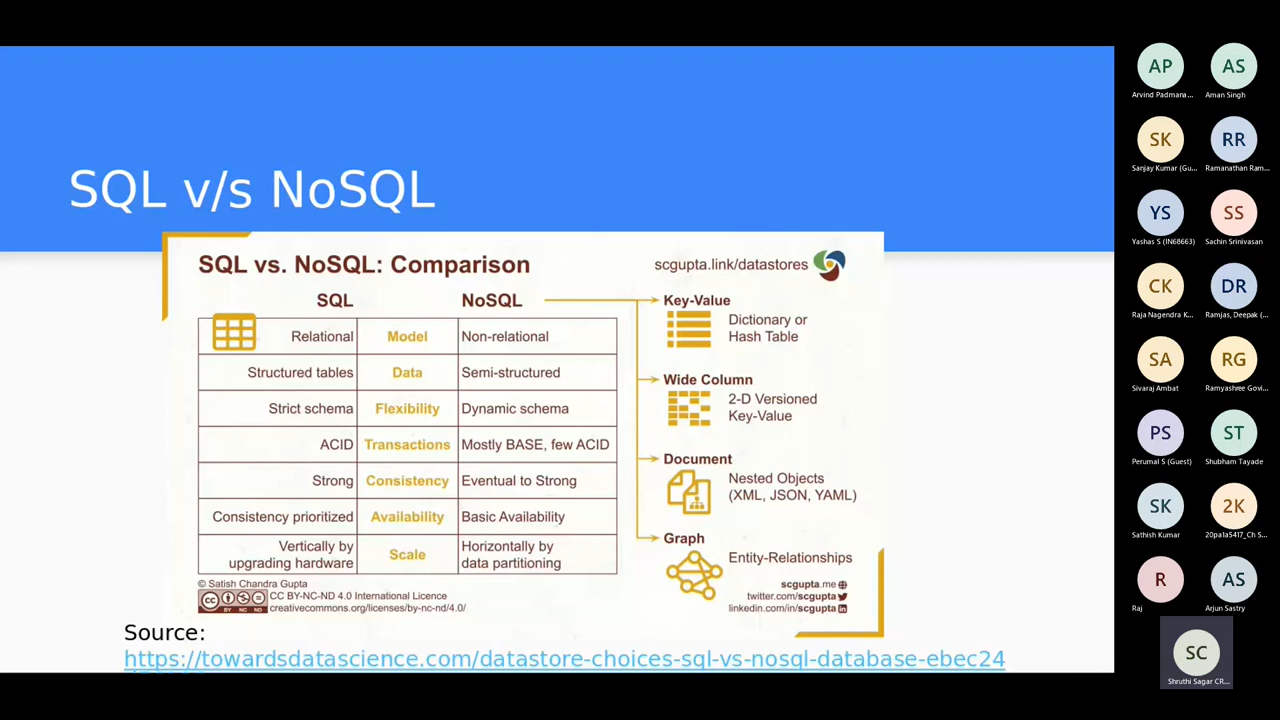 SQL v/s NoSQL
SQL vs. NoSQL: Comparison
scgupta.link/datastores
SQL
NoSQL
Relational Model Non-relational
Structured tables Data Semi-structured
Strict schema Flexibility Dynamic schema
ACID Transactions Mostly BASE, few ACID
Strong Consistency Eventual to Strong
Consistency prioritized Availability Basic Availability
Vertically by
upgrading hardware
Scale
Horizontally by
data partitioning
Key-Value
Dictionary or
Hash Table
Wide Column
2-D Versioned
Key-Value
Document
Nested Objects
(XML, JSON, YAML)
Graph
Entity-Relationships
© Satish Chandra Gupta
CC BY-NC-ND 4.0 International Licence
creativecommons.org/licenses/by-nc-nd/4.0/
cc
BY NC ND
scgupta.me
twitter.com/scgupta
linkedin.com/in/scgupta
Source:
https://towardsdatascience.com/datastore-choices-sql-vs-nosql-database-ebec24
AP AS
Arvind Padmana... Aman Singh
SK RR
Sanjay Kumar (Gu... Ramanathan Ram...
YS SS
Yashas S (IN68663) Sachin Srinivasan
CK DR
Raja Nagendra K... Ramjas, Deepak (...
SA RG
Sivaraj Ambat Ramyashree Govi...
PS ST
Perumal S (Guest) Shubham Tayade
SK 2K
Sathish Kumar 20pa1a5417_Ch S...
R AS
Raj Arjun Sastry
SC
Shruthi Sagar CR...